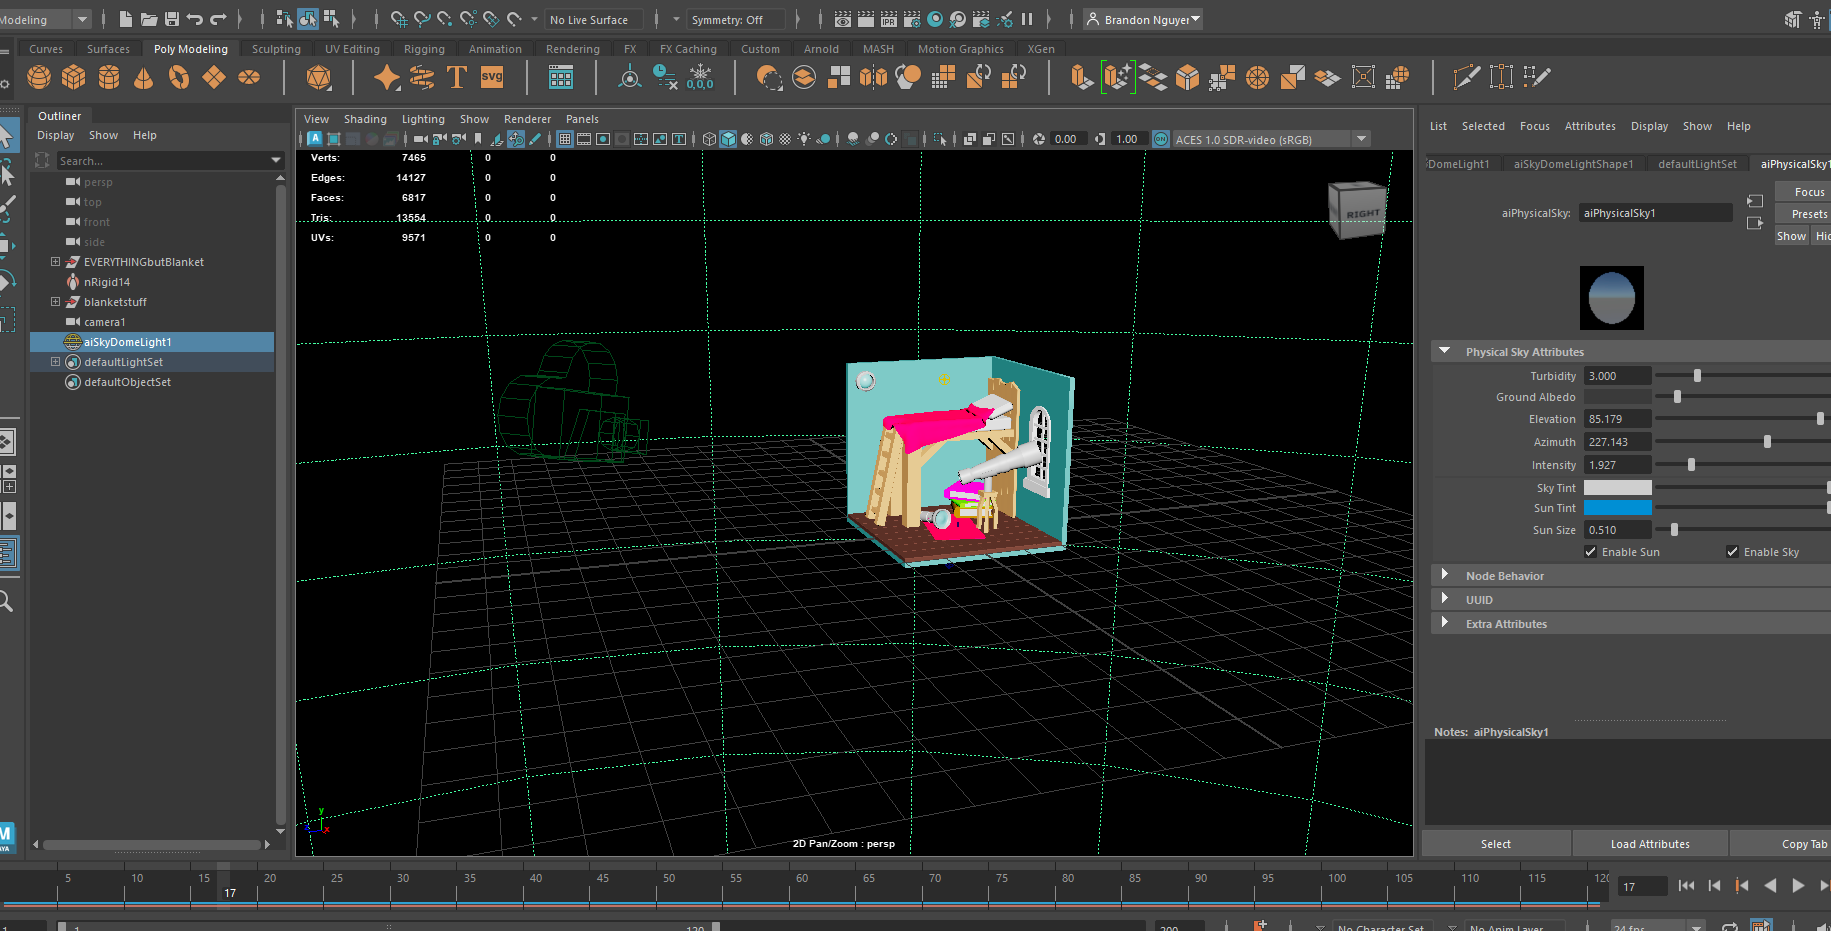 Modeling No Live Surface Symmetry: Off IPR Brandon Nguyen
Curves Surfaces Poly Modeling Sculpting UV Editing Rigging Animation Rendering FX FX Caching Custom Arnold MASH Motion Graphics XGen
T SVG 0,0,0
Outliner
Display Show Help
Search...
persp
top
front
side
EVERYTHINGbutBlanket
nRigid14
blanketstuff
camera1
aiSkyDomeLight1
defaultLightSet
defaultObjectSet
View Shading Lighting Show Renderer Panels
0.00 1.00 ACES 1.0 SDR-video (sRGB)
Verts: 7465 0 0
Edges: 14127 0 0
Faces: 6817 0 0
Tris: 13554 0 0
UVs: 9571 0 0
RIGHT
y
x
2D Pan/Zoom : persp
List Selected Focus Attributes Display Show Help
DomeLight1 aiSkyDomeLightShape1 defaultLightSet aiPhysicalSky1
Focus
aiPhysicalSky: aiPhysicalSky1 Presets
Show Hid
Physical Sky Attributes
Turbidity 3.000
Ground Albedo
Elevation 85.179
Azimuth 227.143
Intensity 1.927
Sky Tint
Sun Tint
Sun Size 0.510
Enable Sun Enable Sky
Node Behavior
UUID
Extra Attributes
Notes: aiPhysicalSky1
Select Load Attributes Copy Tab
M
AYA
5 10 15 17 20 25 30 35 40 45 50 55 60 65 70 75 80 85 90 95 100 105 110 115 120 17
1 1 120 200 No Character Set No Anim Layer 24 fps